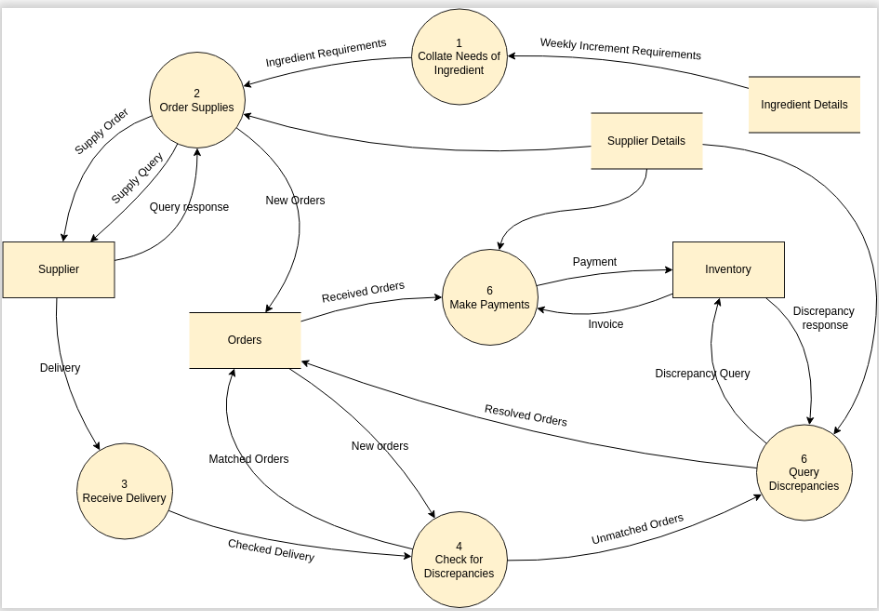 1
Collate Needs of
Ingredient
Ingredient Requirements
Weekly Increment Requirements
2
Order Supplies
Ingredient Details
Supplier Details
Supply Order
Supply Query
Query response
New Orders
Supplier
6
Make Payments
Payment
Inventory
Invoice
Received Orders
Discrepancy
response
Orders
Delivery
Discrepancy Query
Resolved Orders
New orders
Matched Orders
3
Receive Delivery
6
Query
Discrepancies
Unmatched Orders
Checked Delivery
4
Check for
Discrepancies